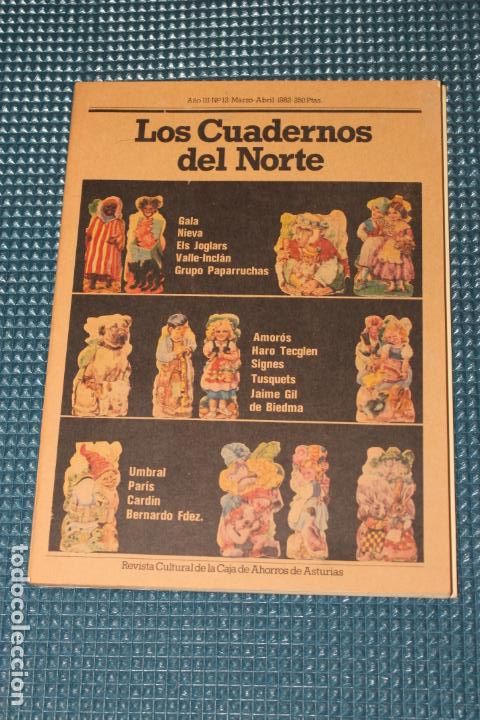 Año III·Nº 12·Marzo-Abril 1982·250 Ptas.
Los Cuadernos
del Norte
Gala
Nieva
Els Joglars
Valle-Inclán
Grupo Paparruchas
Amorós
Haro Tecglen
Signes
Tusquets
Jaime Gil
de Biedma
Umbral
París
Cardín
Bernardo Fdez.
Revista Cultural de la Caja de Ahorros de Asturias
todocoleccion.net